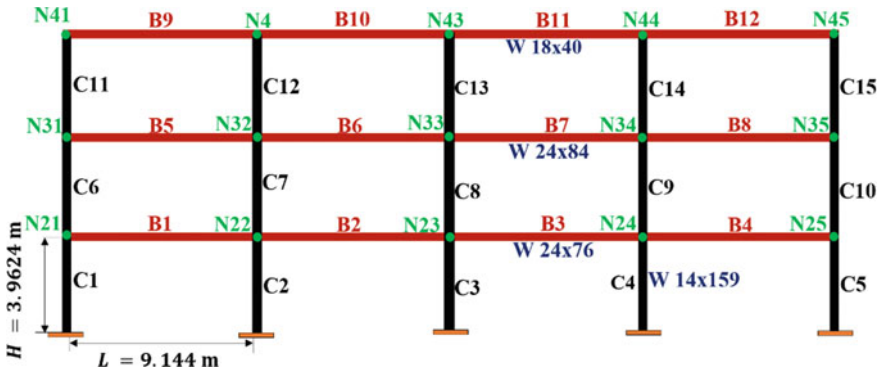 N41 B9 N4 B10 N43 B11 N44 B12 N45
W 18x40
C11 C12 C13 C14 C15
N31 B5 N32 B6 N33 B7 N34 B8 N35
W 24x84
C6 C7 C8 C9 C10
N21 B1 N22 B2 N23 B3 N24 B4 N25
W 24x76
H = 3.9624 m
C1 C2 C3 C4 W 14x159 C5
L = 9.144 m